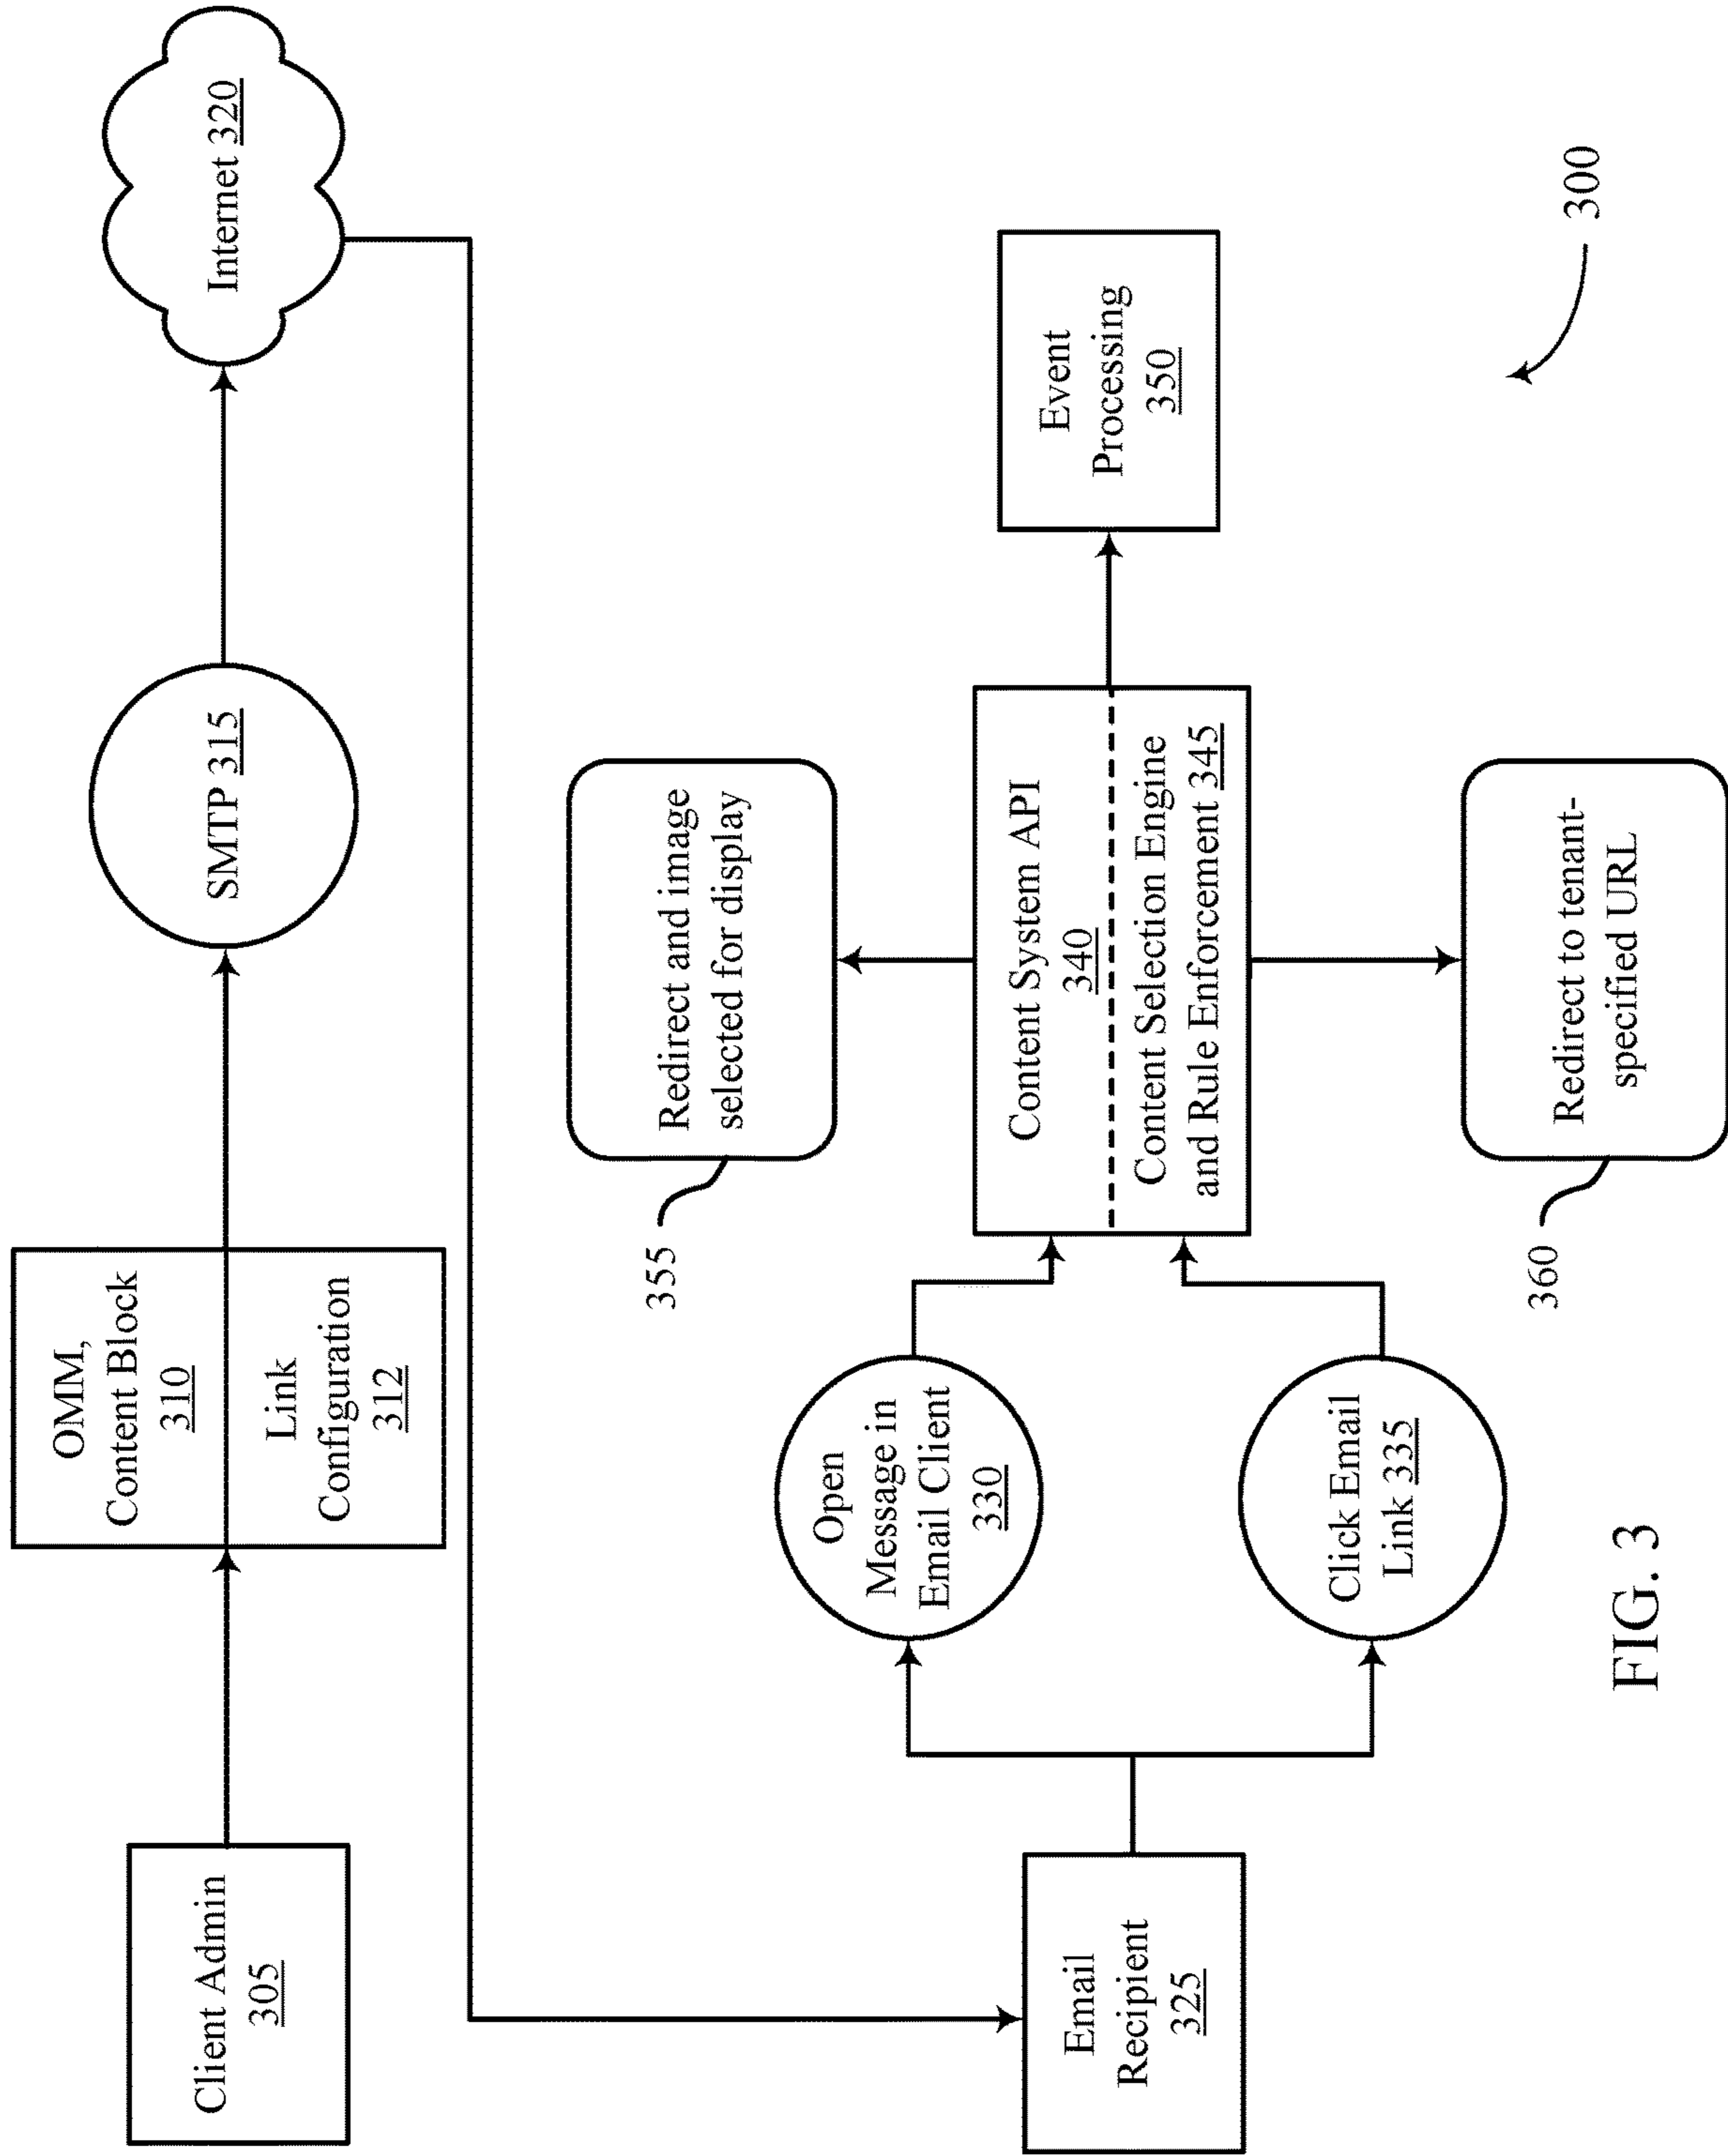 Client Admin
305
OMM,
Content Block
310
Link
Configuration
312
SMTP 315
Internet 320
Email
Recipient
325
Open
Message in
Email Client
330
Click Email
Link 335
355
Redirect and image
selected for display
Content System API
340
Content Selection Engine
and Rule Enforcement 345
360
Redirect to tenant-
specified URL
Event
Processing
350
300
FIG. 3